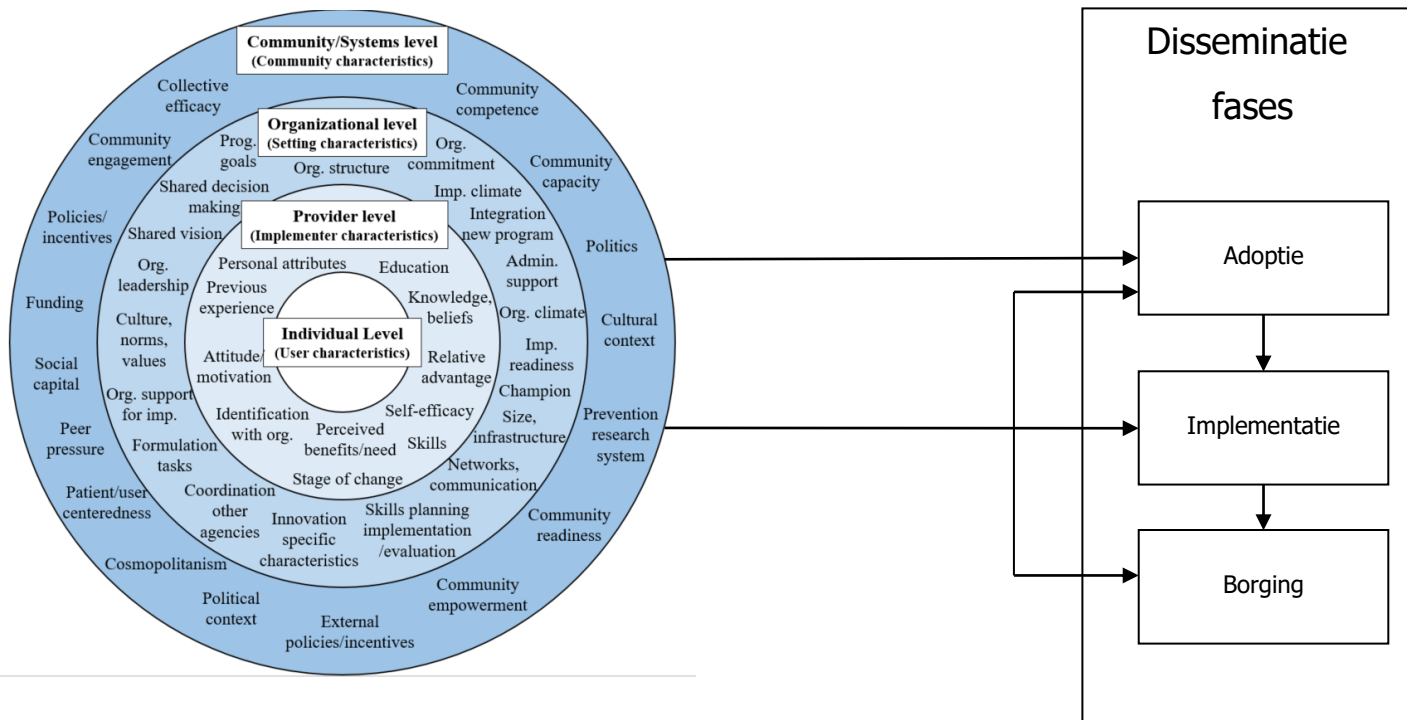 Community/Systems level
(Community characteristics)
Collective
efficacy
Community
competence
Community
engagement
Community
capacity
Policies/
incentives
Politics
Funding
Cultural
context
Social
capital
Prevention
research
system
Peer
pressure
Patient/user
centeredness
Community
readiness
Cosmopolitanism
Community
empowerment
Political
context
External
policies/incentives
Organizational level
(Setting characteristics)
Prog.
goals
Org. structure
Org.
commitment
Shared decision
making
Imp. climate
Shared vision
Integration
new program
Org.
leadership
Admin.
support
Culture,
norms,
values
Org. climate
Imp.
readiness
Org. support
for imp.
Champion
Size,
infrastructure
Formulation
tasks
Networks,
communication
Coordination
other
agencies
Innovation
specific
characteristics
Skills planning
implementation
/evaluation
Provider level
(Implementer characteristics)
Personal attributes
Education
Previous
experience
Knowledge,
beliefs
Attitude/
motivation
Relative
advantage
Identification
with org.
Self-efficacy
Perceived
benefits/need
Skills
Stage of change
Individual Level
(User characteristics)
Disseminatie
fases
Adoptie
Implementatie
Borging